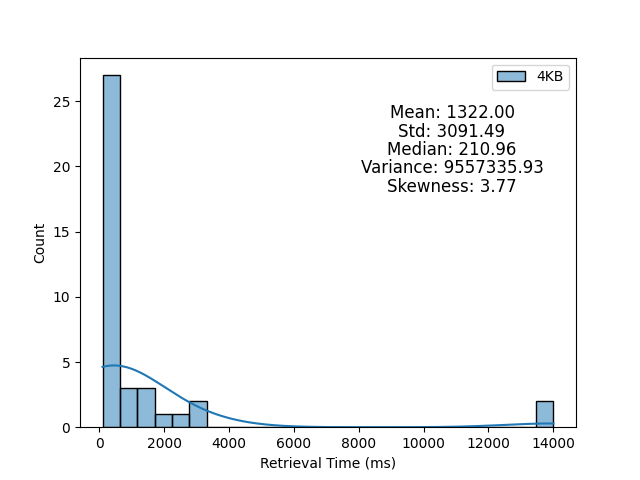 4KB
Mean: 1322.00
Std: 3091.49
Median: 210.96
Variance: 9557335.93
Skewness: 3.77
Count
25
20
15
10
5
0
0 2000 4000 6000 8000 10000 12000 14000
Retrieval Time (ms)